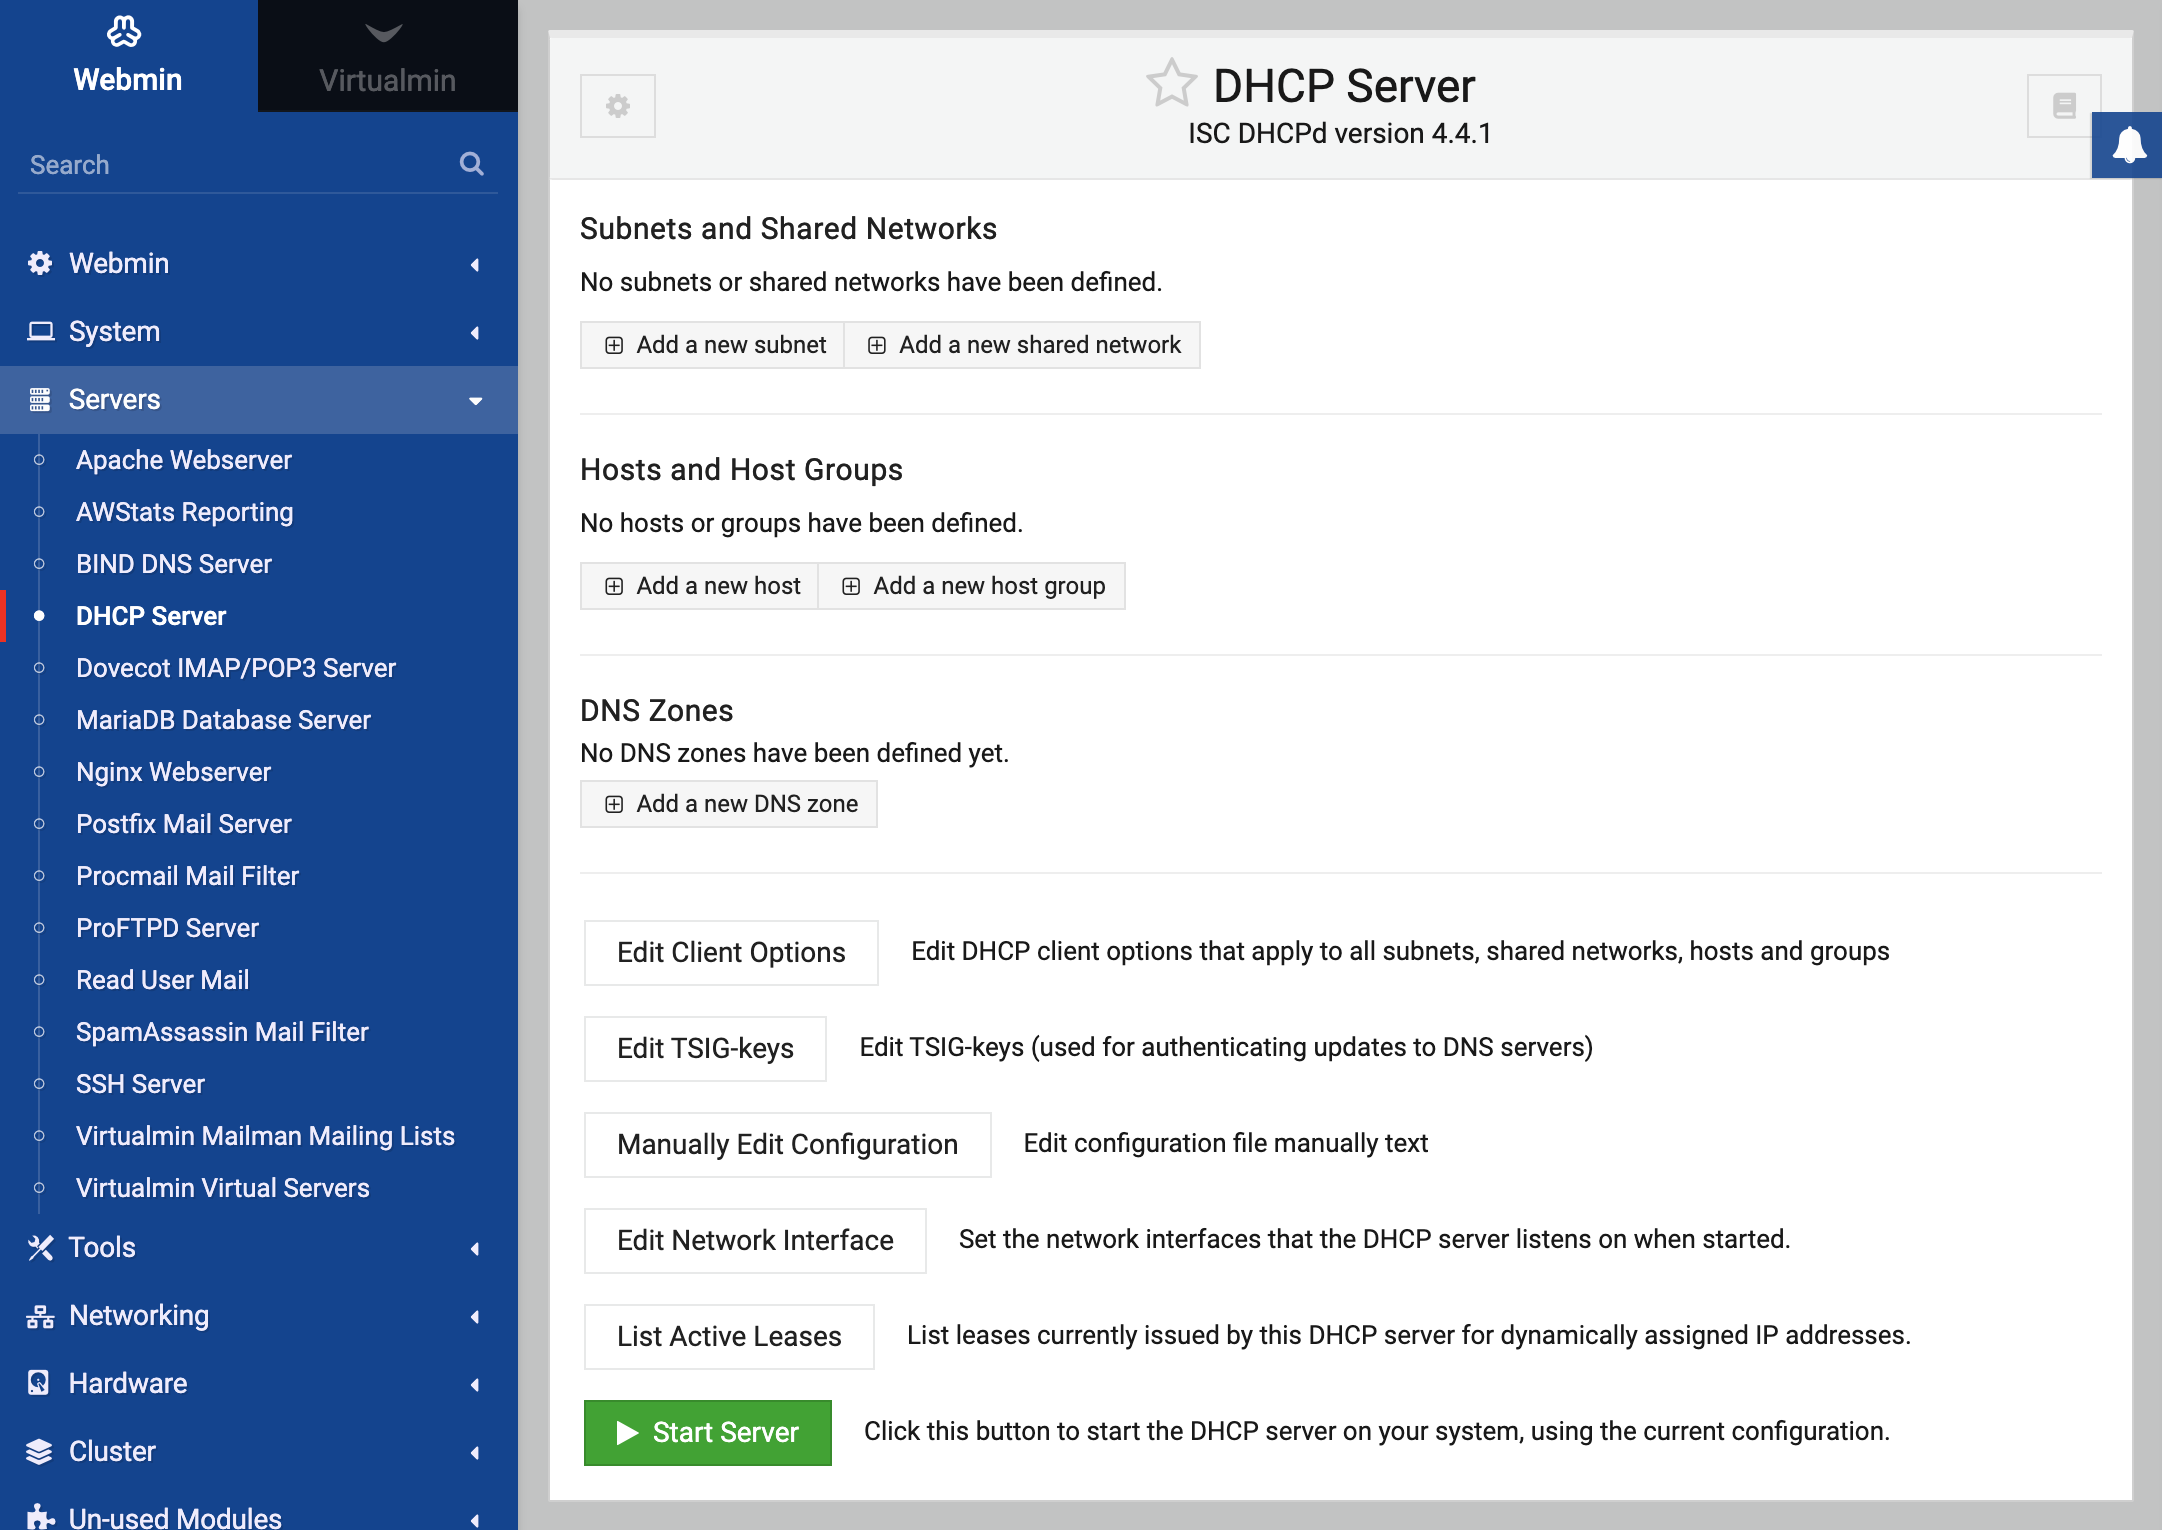 Webmin
Virtualmin
Search
Webmin
System
Servers
Apache Webserver
AWStats Reporting
BIND DNS Server
DHCP Server
Dovecot IMAP/POP3 Server
MariaDB Database Server
Nginx Webserver
Postfix Mail Server
Procmail Mail Filter
ProFTPD Server
Read User Mail
SpamAssassin Mail Filter
SSH Server
Virtualmin Mailman Mailing Lists
Virtualmin Virtual Servers
Tools
Networking
Hardware
Cluster
Un-used Modules
DHCP Server
ISC DHCPd version 4.4.1
Subnets and Shared Networks
No subnets or shared networks have been defined.
Add a new subnet Add a new shared network
Hosts and Host Groups
No hosts or groups have been defined.
Add a new host Add a new host group
DNS Zones
No DNS zones have been defined yet.
Add a new DNS zone
Edit Client Options Edit DHCP client options that apply to all subnets, shared networks, hosts and groups
Edit TSIG-keys Edit TSIG-keys (used for authenticating updates to DNS servers)
Manually Edit Configuration Edit configuration file manually text
Edit Network Interface Set the network interfaces that the DHCP server listens on when started.
List Active Leases List leases currently issued by this DHCP server for dynamically assigned IP addresses.
Start Server Click this button to start the DHCP server on your system, using the current configuration.